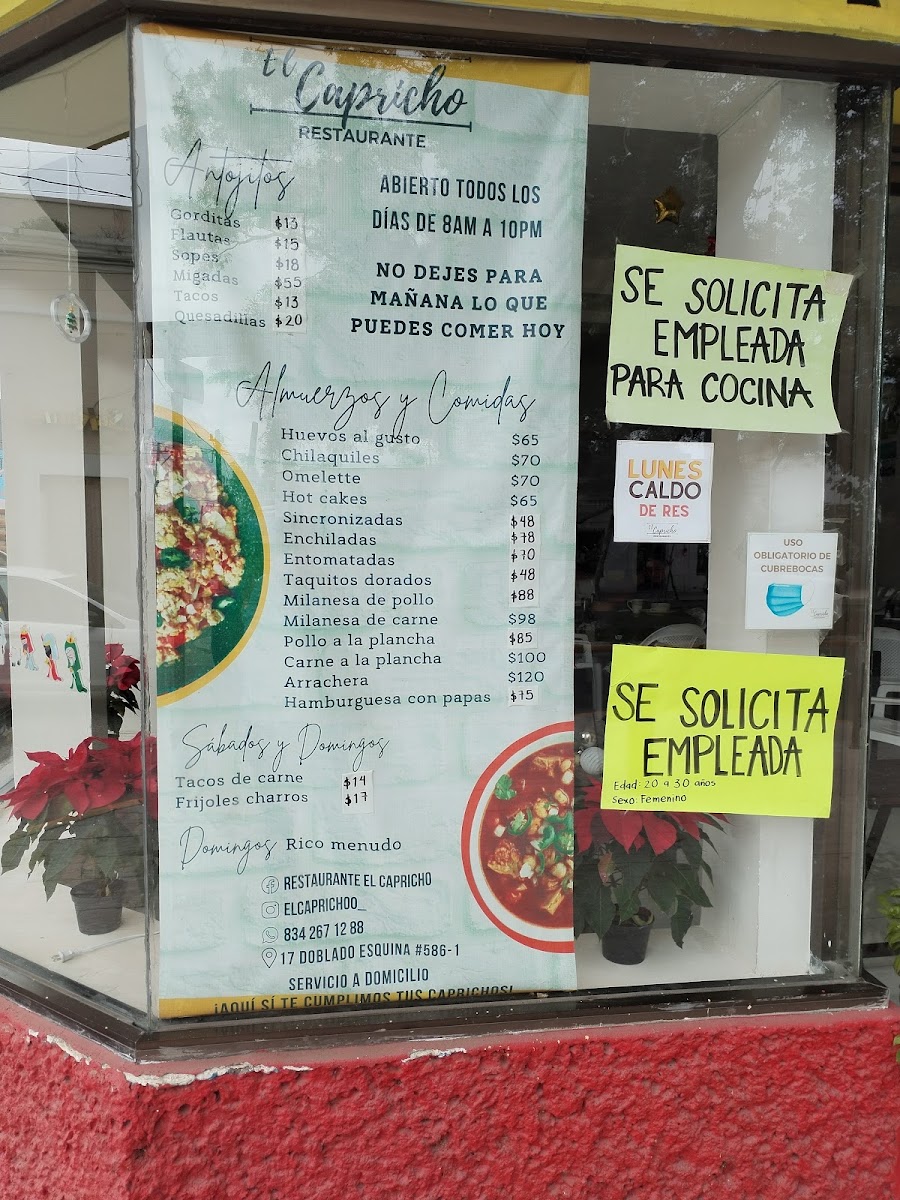 El
Capricho
RESTAURANTE
Antojitos
Gorditas $13
Flautas $15
Sopes $18
Migadas $55
Tacos $13
Quesadillas $20
ABIERTO TODOS LOS
DÍAS DE 8AM A 10PM
NO DEJES PARA
MAÑANA LO QUE
PUEDES COMER HOY
Almuerzos y Comidas
Huevos al gusto $65
Chilaquiles $70
Omelette $70
Hot cakes $65
Sincronizadas $48
Enchiladas $78
Entomatadas $70
Taquitos dorados $48
Milanesa de pollo $88
Milanesa de carne $98
Pollo a la plancha $85
Carne a la plancha $100
Arrachera $120
Hamburguesa con papas $75
Sábados y Domingos
Tacos de carne $14
Frijoles charros $17
Domingos Rico menudo
RESTAURANTE EL CAPRICHO
ELCAPRICHOO_
834 267 12 88
17 DOBLADO ESQUINA #586-1
SERVICIO A DOMICILIO
¡AQUÍ SÍ TE CUMPLIMOS TUS CAPRICHOS!
SE SOLICITA
EMPLEADA
PARA COCINA
LUNES
CALDO
DE RES
El Capricho
USO
OBLIGATORIO DE
CUBREBOCAS
SE SOLICITA
EMPLEADA
Edad: 20 a 30 años
Sexo: Femenino